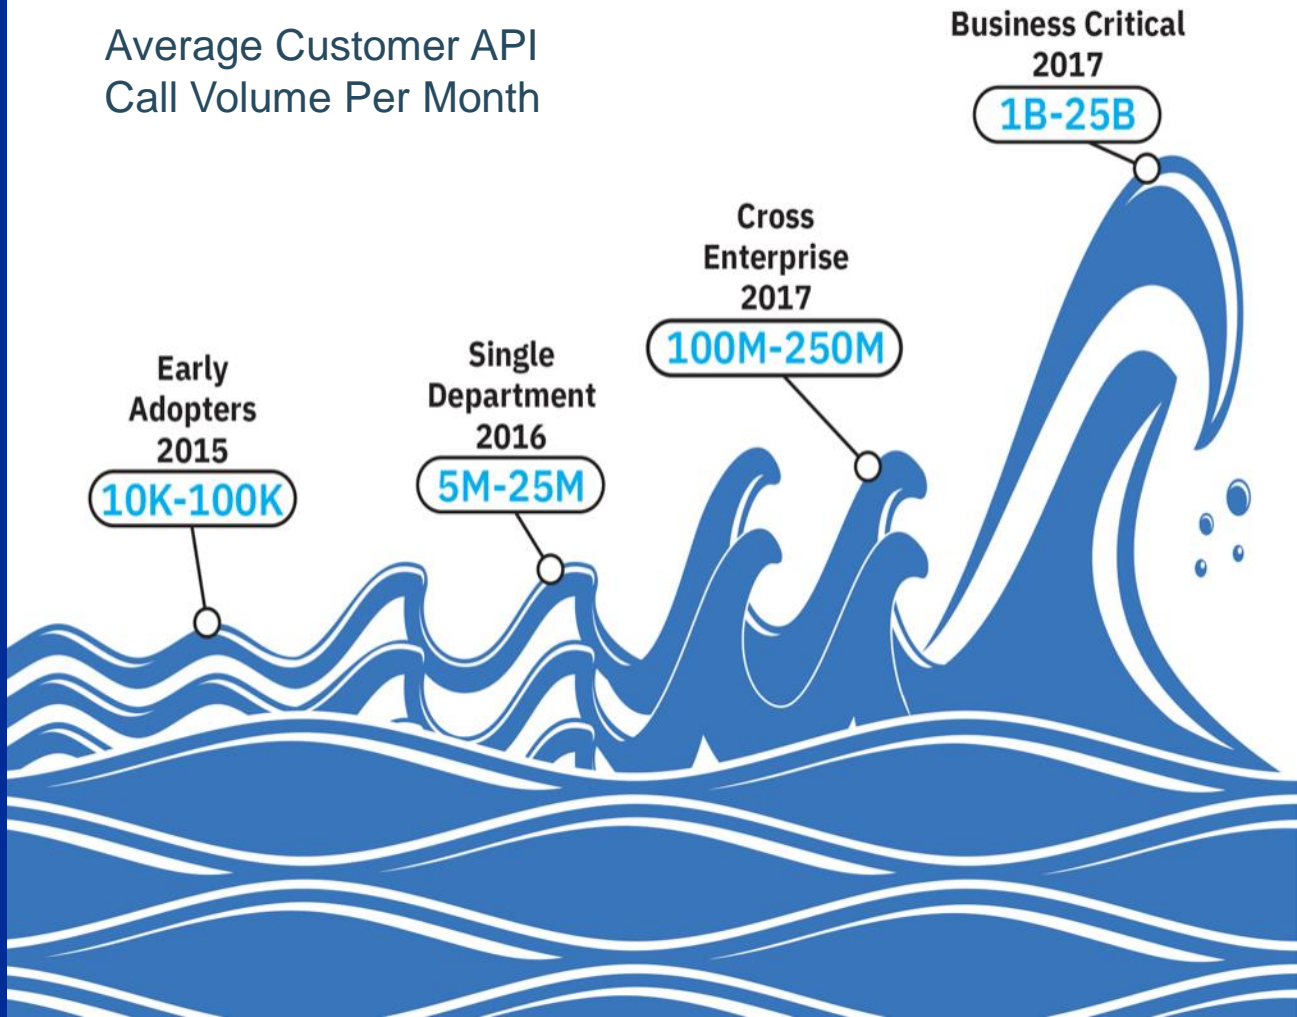 Average Customer API
Call Volume Per Month
Early
Adopters
2015
10K-100K
Single
Department
2016
5M-25M
Cross
Enterprise
2017
100M-250M
Business Critical
2017
1B-25B